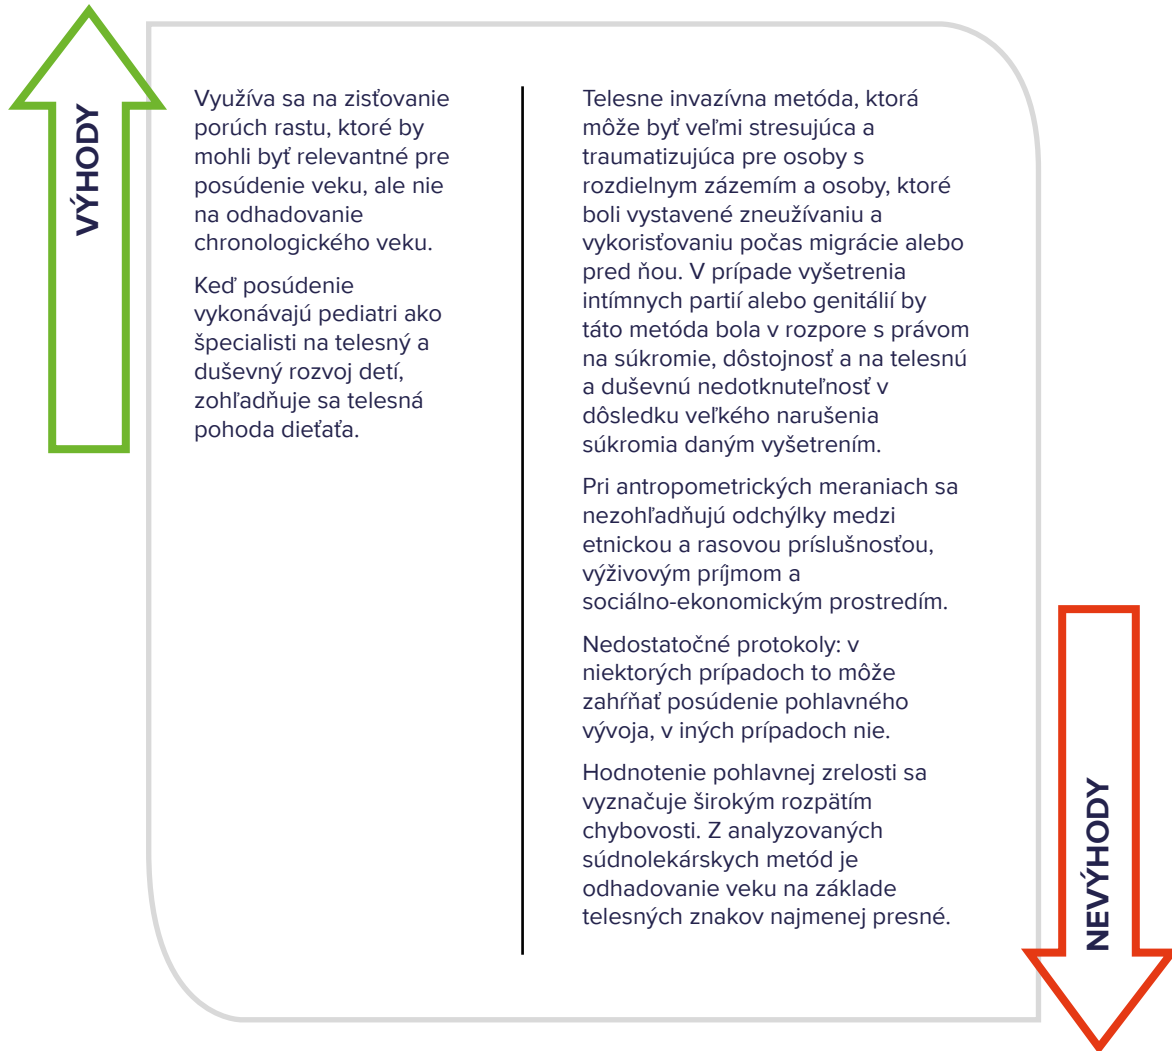 VÝHODY
Využíva sa na zisťovanie
porúch rastu, ktoré by
mohli byť relevantné pre
posúdenie veku, ale nie
na odhadovanie
chronologického veku.
Keď posúdenie
vykonávajú pediatri ako
špecialisti na telesný a
duševný rozvoj detí,
zohľadňuje sa telesná
pohoda dieťaťa.
Telesne invazívna metóda, ktorá
môže byť veľmi stresujúca a
traumatizujúca pre osoby s
rozdielnym zázemím a osoby, ktoré
boli vystavené zneužívaniu a
vykorisťovaniu počas migrácie alebo
pred ňou. V prípade vyšetrenia
intímnych partií alebo genitálií by
táto metóda bola v rozpore s právom
na súkromie, dôstojnosť a na telesnú
a duševnú nedotknuteľnosť v
dôsledku veľkého narušenia
súkromia daným vyšetrením.
Pri antropometrických meraniach sa
nezohľadňujú odchýlky medzi
etnickou a rasovou príslušnosťou,
výživovým príjmom a
sociálno-ekonomickým prostredím.
Nedostatočné protokoly: v
niektorých prípadoch to môže
zahŕňať posúdenie pohlavného
vývoja, v iných prípadoch nie.
Hodnotenie pohlavnej zrelosti sa
vyznačuje širokým rozpätím
chybovosti. Z analyzovaných
súdnolekárskych metód je
odhadovanie veku na základe
telesných znakov najmenej presné.
NEVÝHODY